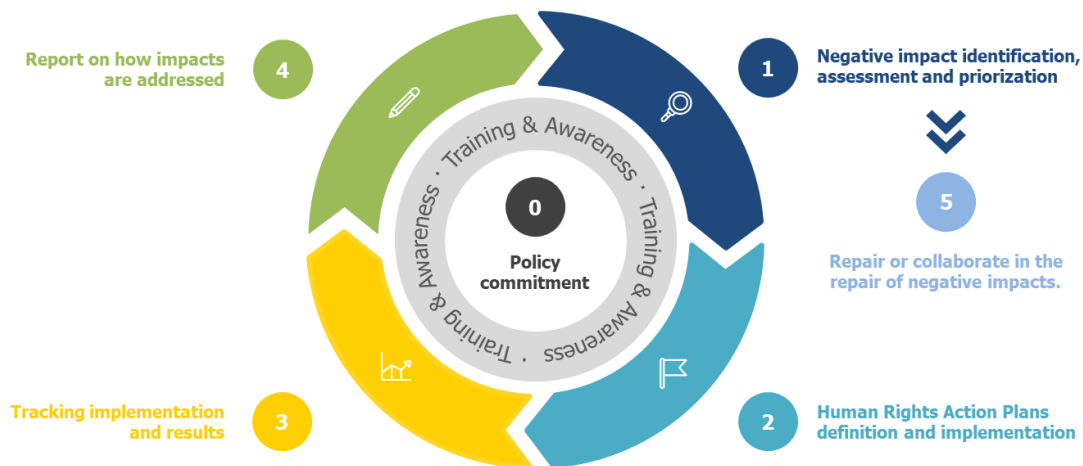 Report on how impacts
are addressed
4
1
Negative impact identification,
assessment and priorization
5
Repair or collaborate in the
repair of negative impacts.
Training & Awareness · Training & Awareness · Training & Awareness ·
0
Policy
commitment
Tracking implementation
and results
3
2
Human Rights Action Plans
definition and implementation